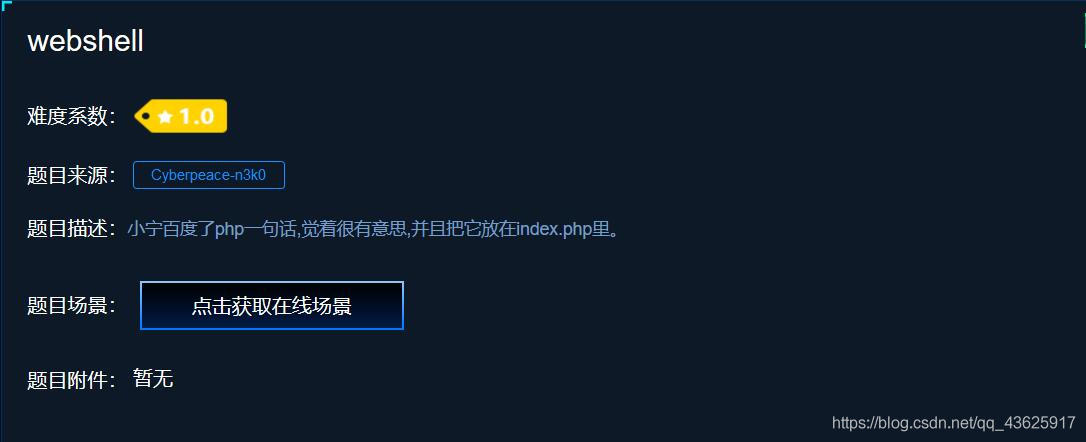 webshell
难度系数： 1.0
题目来源： Cyberpeace-n3k0
题目描述：小宁百度了php一句话,觉着很有意思,并且把它放在index.php里。
题目场景： 点击获取在线场景
题目附件： 暂无
https://blog.csdn.net/qq_43625917